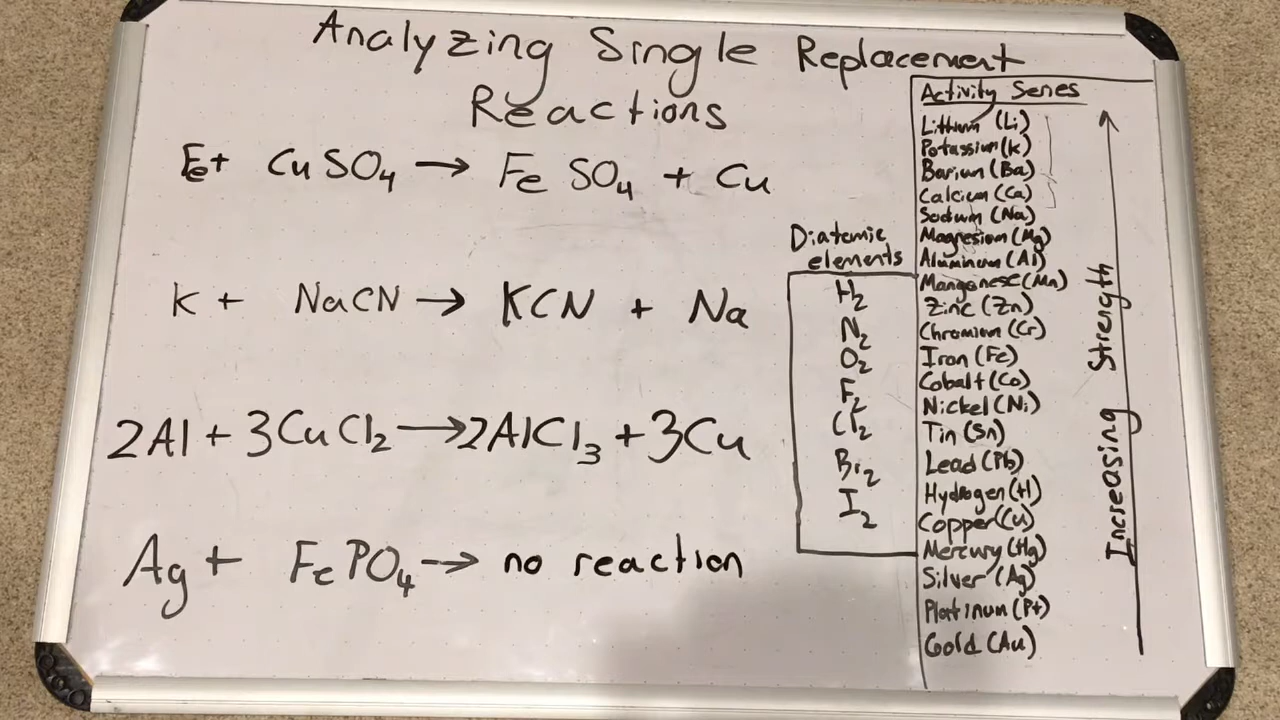 Analyzing Single Replacement
Reactions
Fe + CuSO₄ → FeSO₄ + Cu
K + NaCN → KCN + Na
2Al + 3CuCl₂ → 2AlCl₃ + 3Cu
Ag + FePO₄ → no reaction
Diatomic
elements
H₂
N₂
O₂
F₂
Cl₂
Br₂
I₂
Activity Series
Lithium (Li)
Potassium (K)
Barium (Ba)
Calcium (Ca)
Sodium (Na)
Magnesium (Mg)
Aluminum (Al)
Manganese (Mn)
Zinc (Zn)
Chromium (Cr)
Iron (Fe)
Cobalt (Co)
Nickel (Ni)
Tin (Sn)
Lead (Pb)
Hydrogen (H)
Copper (Cu)
Mercury (Hg)
Silver (Ag)
Platinum (Pt)
Gold (Au)
Increasing Strength